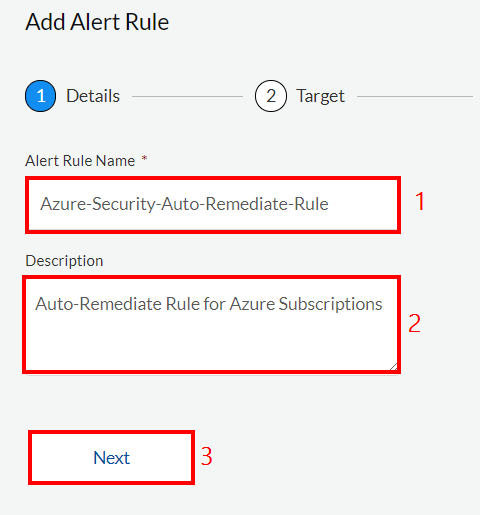 Add Alert Rule
1 Details 2 Target
Alert Rule Name *
Azure-Security-Auto-Remediate-Rule 1
Description
Auto-Remediate Rule for Azure Subscriptions
2
Next 3